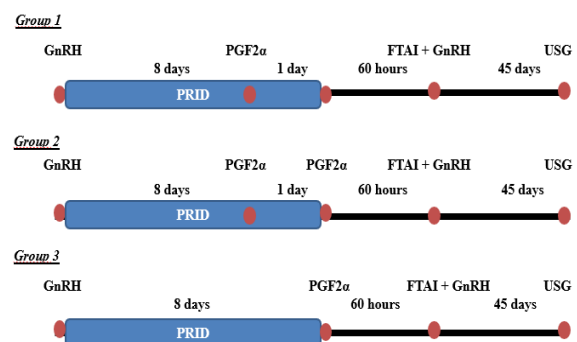 Group 1
GnRH PGF2α FTAI + GnRH USG
8 days 1 day 60 hours 45 days
PRID
Group 2
GnRH PGF2α PGF2α FTAI + GnRH USG
8 days 1 day 60 hours 45 days
PRID
Group 3
GnRH PGF2α FTAI + GnRH USG
8 days 60 hours 45 days
PRID